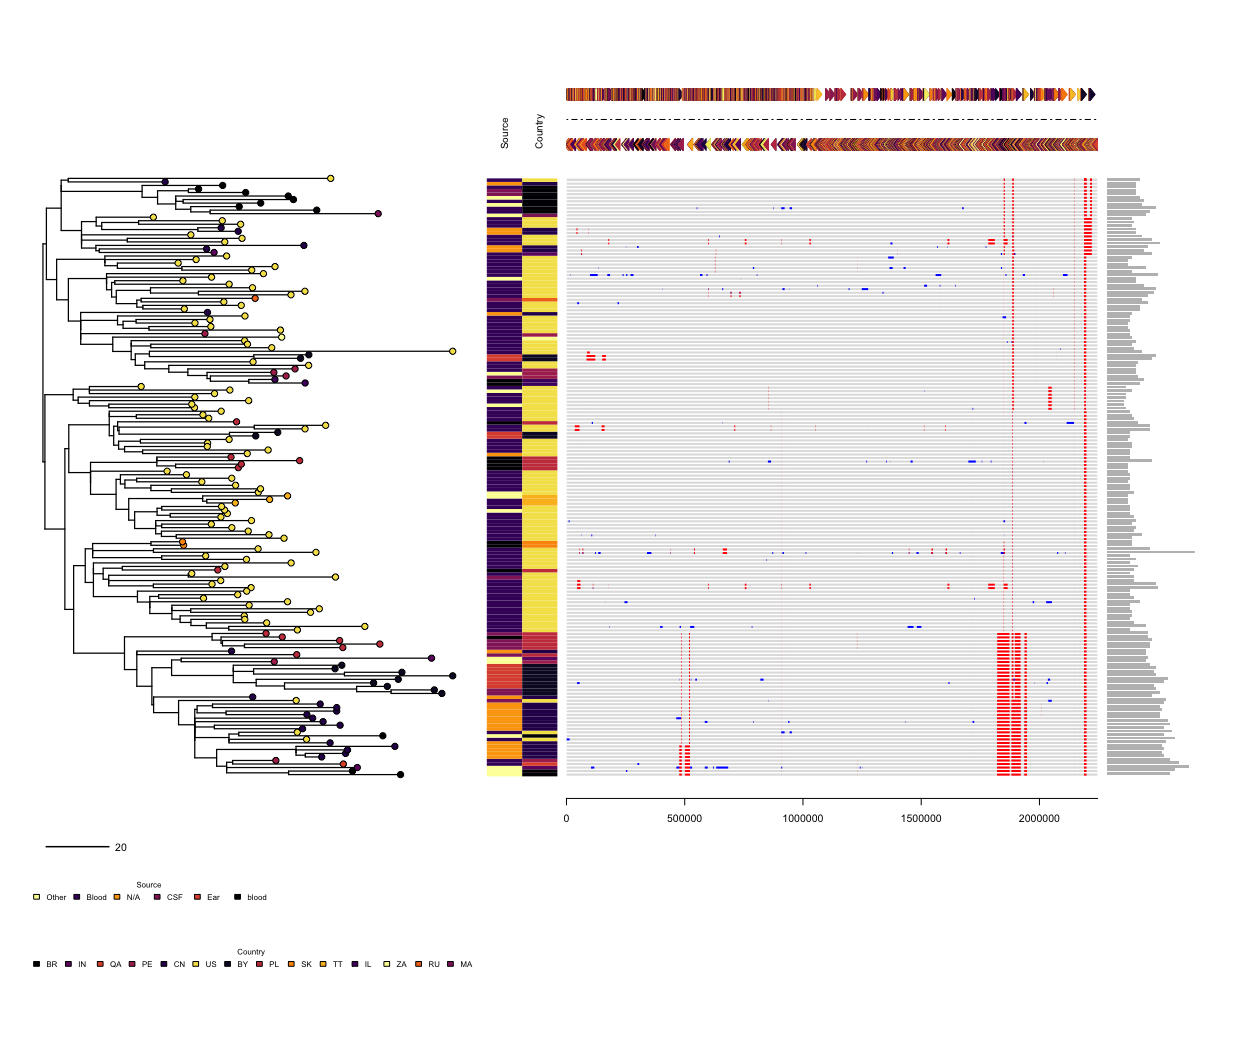 Source
Country
0 500000 1000000 1500000 2000000
20
Source
Other Blood N/A CSF Ear blood
Country
BR IN QA PE CN US BY PL SK TT IL ZA RU MA